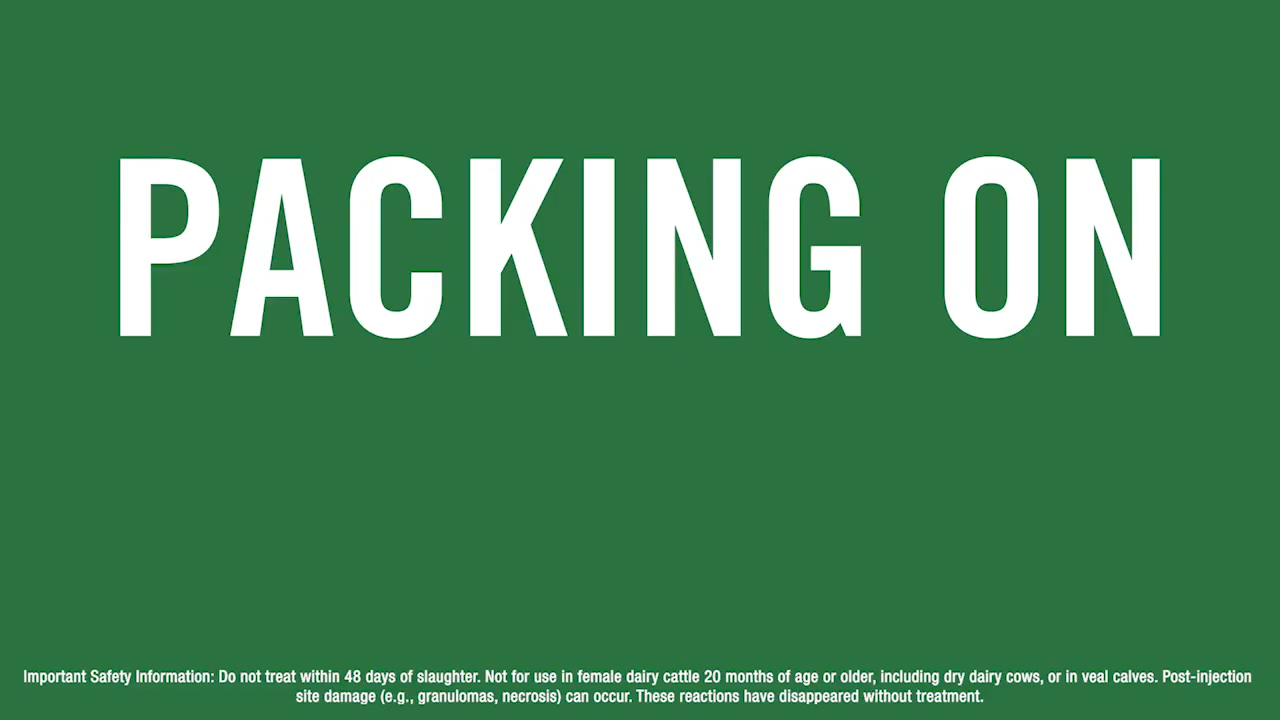 PACKING ON
Important Safety Information: Do not treat within 48 days of slaughter. Not for use in female dairy cattle 20 months of age or older, including dry dairy cows, or in veal calves. Post-injection
site damage (e.g., granulomas, necrosis) can occur. These reactions have disappeared without treatment.